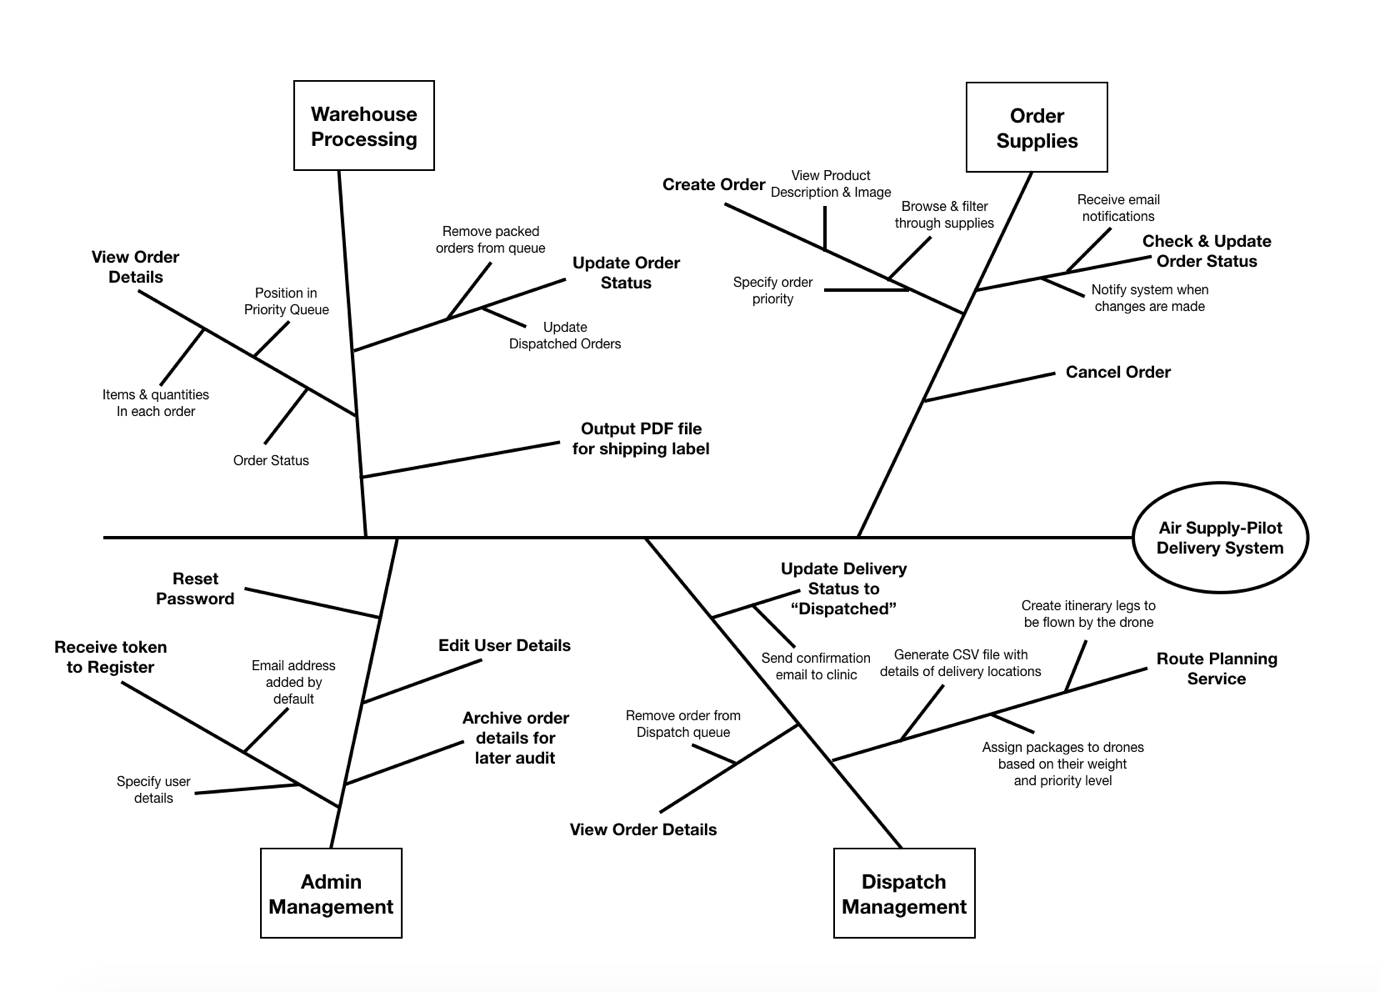 Warehouse
Processing
Order
Supplies
Create Order
View Product
Description & Image
Browse & filter
through supplies
Receive email
notifications
Remove packed
orders from queue
Check & Update
Order Status
View Order
Details
Update Order
Status
Specify order
priority
Notify system when
changes are made
Position in
Priority Queue
Update
Dispatched Orders
Items & quantities
In each order
Cancel Order
Order Status
Output PDF file
for shipping label
Air Supply-Pilot
Delivery System
Reset
Password
Update Delivery
Status to
“Dispatched”
Create itinerary legs to
be flown by the drone
Receive token
to Register
Edit User Details
Email address
added by
default
Send confirmation
email to clinic
Generate CSV file with
details of delivery locations
Route Planning
Service
Archive order
details for
later audit
Remove order from
Dispatch queue
Assign packages to drones
based on their weight
and priority level
Specify user
details
View Order Details
Admin
Management
Dispatch
Management